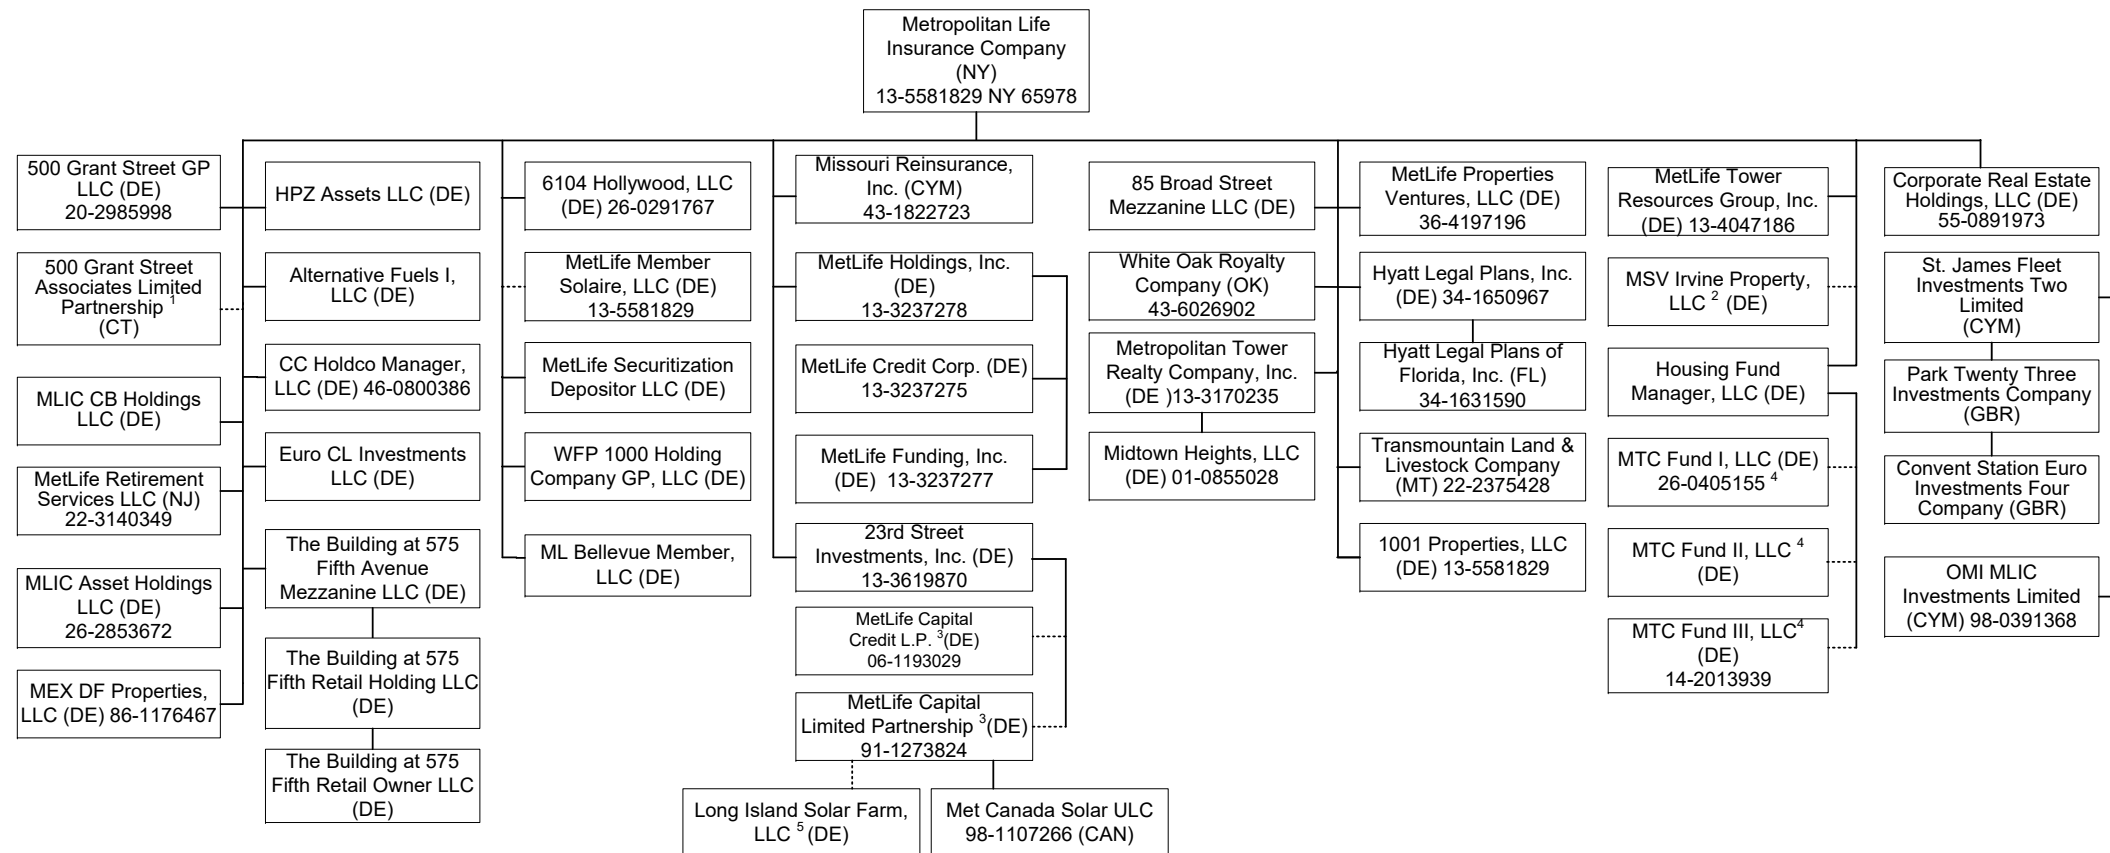 Metropolitan Life
Insurance Company
(NY)
13-5581829 NY 65978
500 Grant Street GP
LLC (DE)
20-2985998
500 Grant Street
Associates Limited
Partnership 1
(CT)
MLIC CB Holdings
LLC (DE)
MetLife Retirement
Services LLC (NJ)
22-3140349
MLIC Asset Holdings
LLC (DE)
26-2853672
MEX DF Properties,
LLC (DE) 86-1176467
HPZ Assets LLC (DE)
Alternative Fuels I,
LLC (DE)
CC Holdco Manager,
LLC (DE) 46-0800386
Euro CL Investments
LLC (DE)
The Building at 575
Fifth Avenue
Mezzanine LLC (DE)
The Building at 575
Fifth Retail Holding LLC
(DE)
The Building at 575
Fifth Retail Owner LLC
(DE)
6104 Hollywood, LLC
(DE) 26-0291767
MetLife Member
Solaire, LLC (DE)
13-5581829
MetLife Securitization
Depositor LLC (DE)
WFP 1000 Holding
Company GP, LLC (DE)
ML Bellevue Member,
LLC (DE)
Missouri Reinsurance,
Inc. (CYM)
43-1822723
MetLife Holdings, Inc.
(DE)
13-3237278
MetLife Credit Corp. (DE)
13-3237275
MetLife Funding, Inc.
(DE) 13-3237277
23rd Street
Investments, Inc. (DE)
13-3619870
MetLife Capital
Credit L.P. 3(DE)
06-1193029
MetLife Capital
Limited Partnership 3(DE)
91-1273824
Long Island Solar Farm,
LLC 5 (DE)
Met Canada Solar ULC
98-1107266 (CAN)
85 Broad Street
Mezzanine LLC (DE)
White Oak Royalty
Company (OK)
43-6026902
Metropolitan Tower
Realty Company, Inc.
(DE )13-3170235
Midtown Heights, LLC
(DE) 01-0855028
MetLife Properties
Ventures, LLC (DE)
36-4197196
Hyatt Legal Plans, Inc.
(DE) 34-1650967
Hyatt Legal Plans of
Florida, Inc. (FL)
34-1631590
Transmountain Land &
Livestock Company
(MT) 22-2375428
1001 Properties, LLC
(DE) 13-5581829
MetLife Tower
Resources Group, Inc.
(DE) 13-4047186
MSV Irvine Property,
LLC 2 (DE)
Housing Fund
Manager, LLC (DE)
MTC Fund I, LLC (DE)
26-0405155 4
MTC Fund II, LLC 4
(DE)
MTC Fund III, LLC4
(DE)
14-2013939
Corporate Real Estate
Holdings, LLC (DE)
55-0891973
St. James Fleet
Investments Two
Limited
(CYM)
Park Twenty Three
Investments Company
(GBR)
Convent Station Euro
Investments Four
Company (GBR)
OMI MLIC
Investments Limited
(CYM) 98-0391368